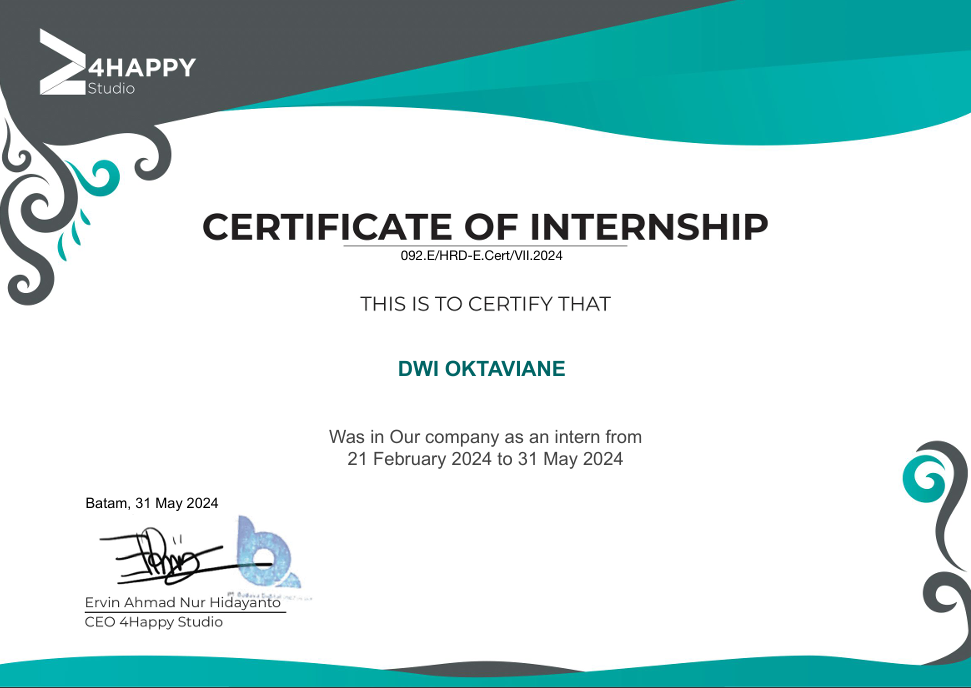 4HAPPY
Studio
CERTIFICATE OF INTERNSHIP
092.E/HRD-E.Cert/VII.2024
THIS IS TO CERTIFY THAT
DWI OKTAVIANE
Was in Our company as an intern from
21 February 2024 to 31 May 2024
Batam, 31 May 2024
Ervin Ahmad Nur Hidayanto
CEO 4Happy Studio